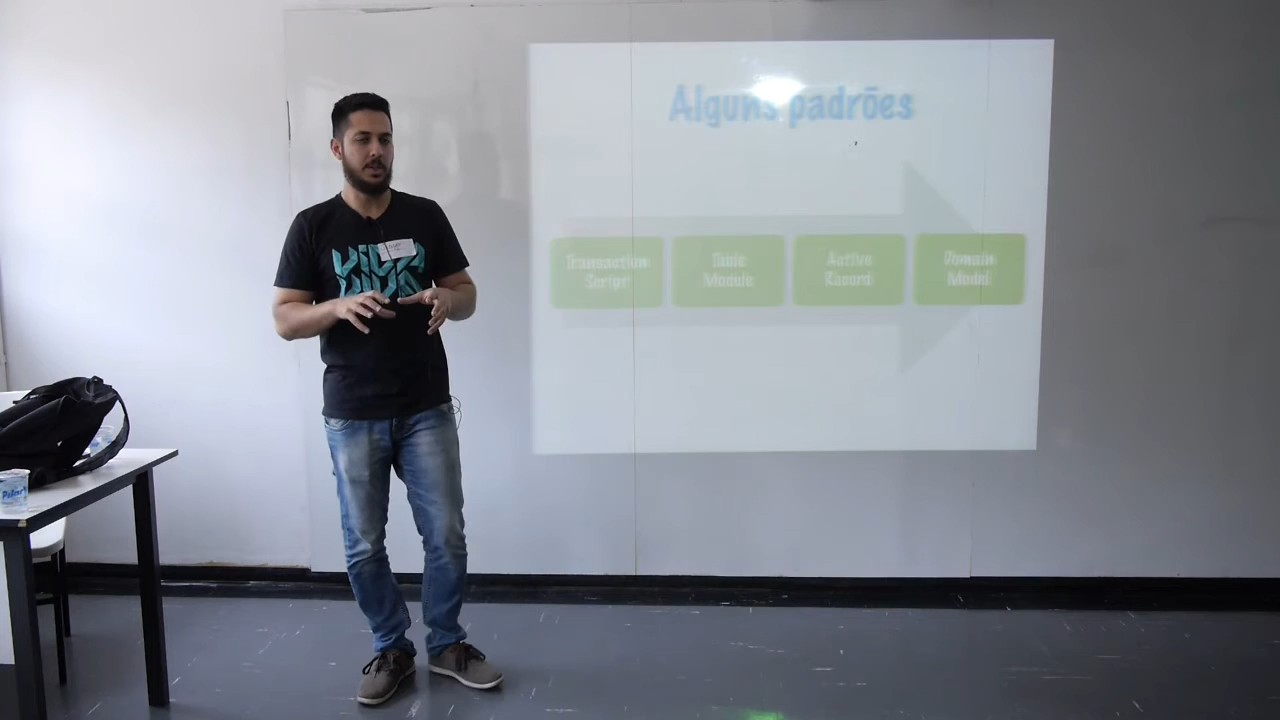 Alguns padrões
Transaction
Script
Table
Module
Active
Record
Domain
Model